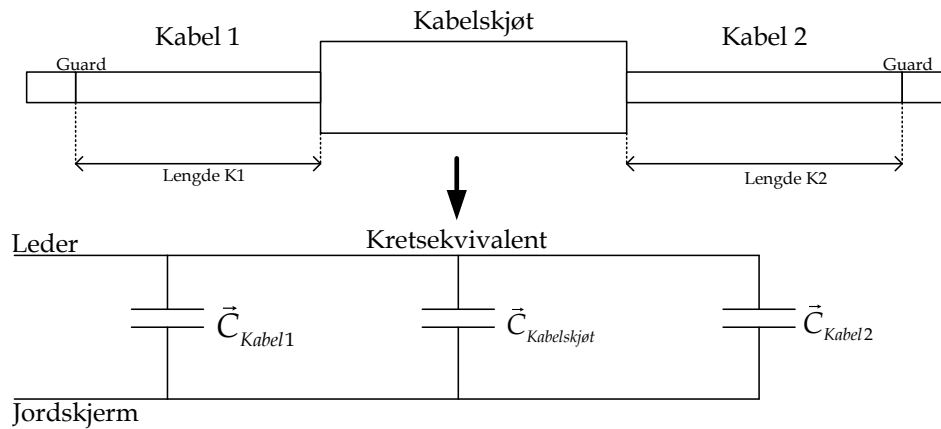 Kabel 1
Kabelskjøt
Kabel 2
Guard
Guard
Lengde K1
Lengde K2
Kretsekvivalent
Leder
C⃗ Kabel1
C⃗ Kabelskjøt
C⃗ Kabel2
Jordskjerm